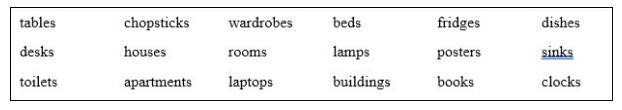 tables chopsticks wardrobes beds fridges dishes
desks houses rooms lamps posters sinks
toilets apartments laptops buildings books clocks